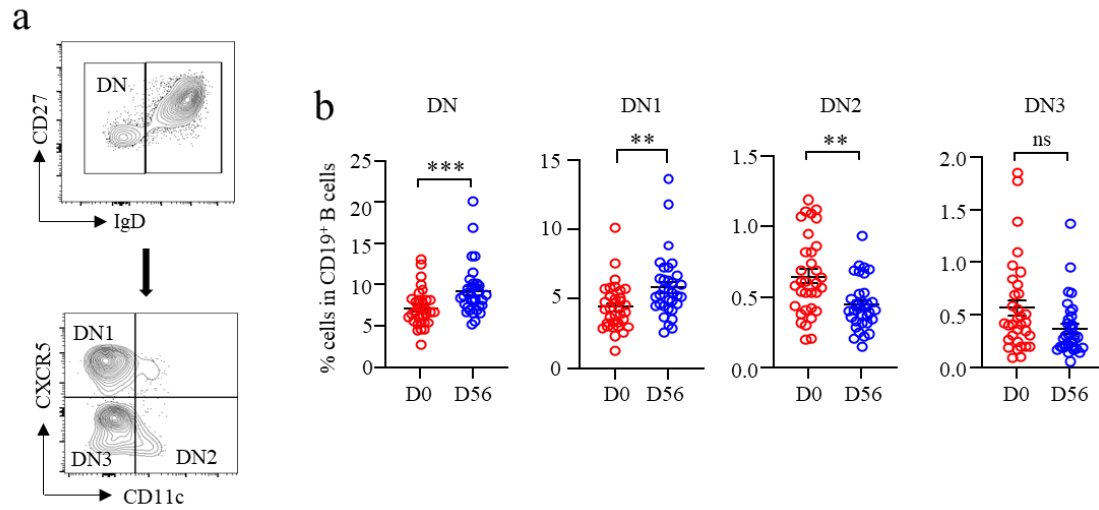 a
DN
CD27
IgD
DN1
CXCR5
DN3
DN2
CD11c
b
DN
DN1
DN2
DN3
% cells in CD19⁺ B cells
25
20
15
10
5
0
***
D0 D56
15
10
5
0
**
D0 D56
1.5
1.0
0.5
0.0
**
D0 D56
2.0
1.5
1.0
0.5
0.0
ns
D0 D56